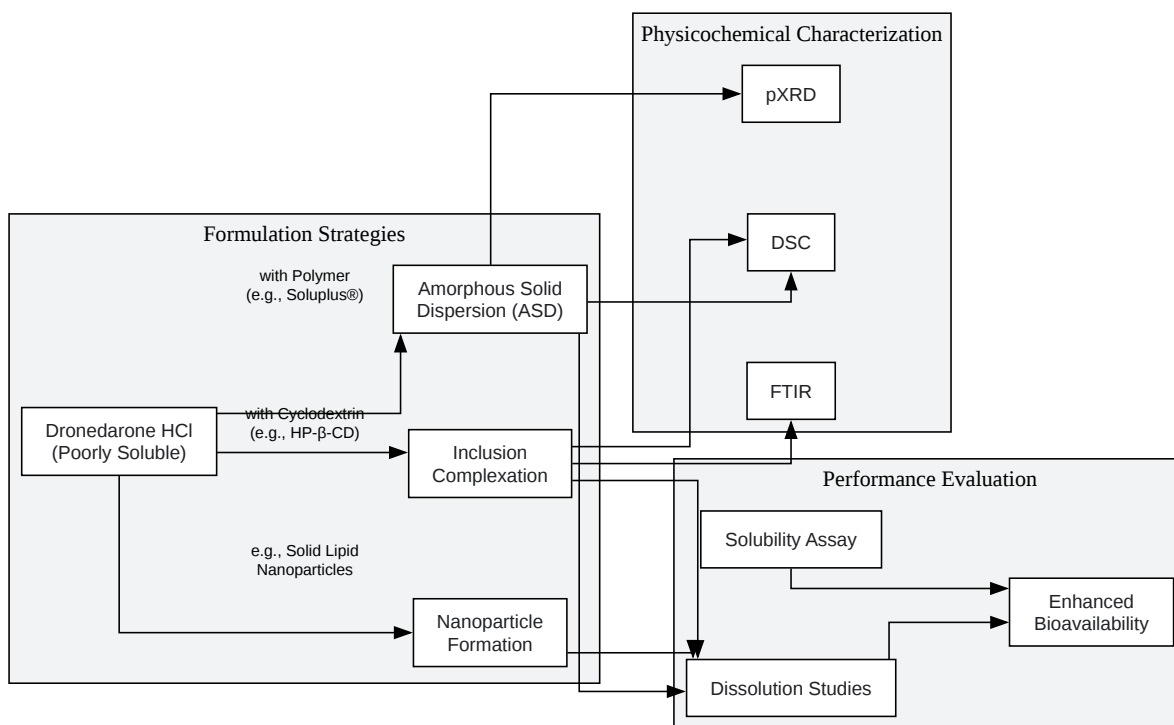 Physicochemical Characterization
pXRD
DSC
FTIR
Formulation Strategies
with Polymer
(e.g., Soluplus®)
Amorphous Solid
Dispersion (ASD)
Dronedarone HCl
(Poorly Soluble)
with Cyclodextrin
(e.g., HP-β-CD)
Inclusion
Complexation
e.g., Solid Lipid
Nanoparticles
Nanoparticle
Formation
Performance Evaluation
Solubility Assay
Enhanced
Bioavailability
Dissolution Studies